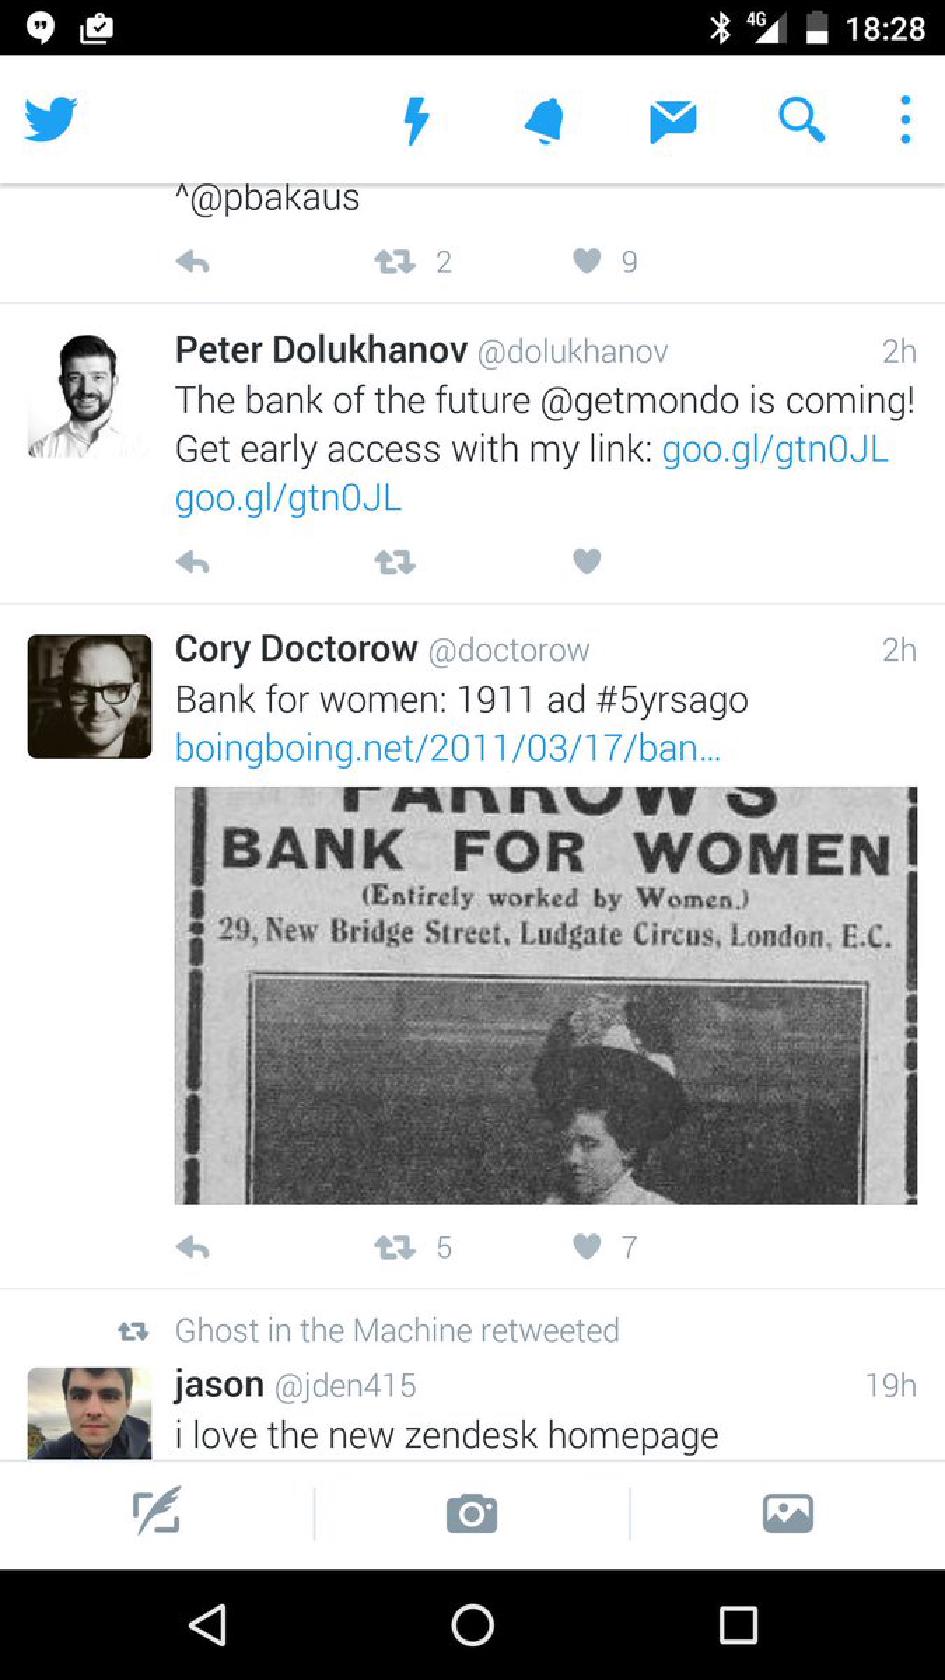 4G 18:28
^@pbakaus
2 9
Peter Dolukhanov @dolukhanov 2h
The bank of the future @getmondo is coming!
Get early access with my link: goo.gl/gtn0JL
goo.gl/gtn0JL
Cory Doctorow @doctorow 2h
Bank for women: 1911 ad #5yrsago
boingboing.net/2011/03/17/ban...
FARROW'S
BANK FOR WOMEN
(Entirely worked by Women.)
29, New Bridge Street, Ludgate Circus, London, E.C.
5 7
Ghost in the Machine retweeted
jason @jden415 19h
i love the new zendesk homepage